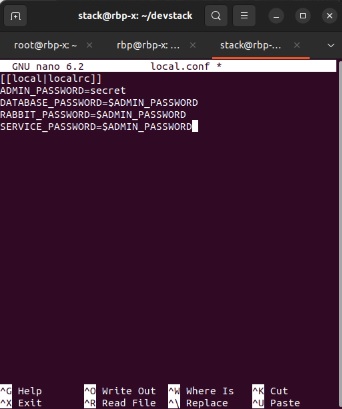 stack@rbp-x: ~/devstack
root@rbp-x: ~
rbp@rbp-x: ...
stack@rbp-...
GNU nano 6.2 local.conf *
[[local|localrc]]
ADMIN_PASSWORD=secret
DATABASE_PASSWORD=$ADMIN_PASSWORD
RABBIT_PASSWORD=$ADMIN_PASSWORD
SERVICE_PASSWORD=$ADMIN_PASSWORD
^G Help ^O Write Out ^W Where Is ^K Cut
^X Exit ^R Read File ^\ Replace ^U Paste